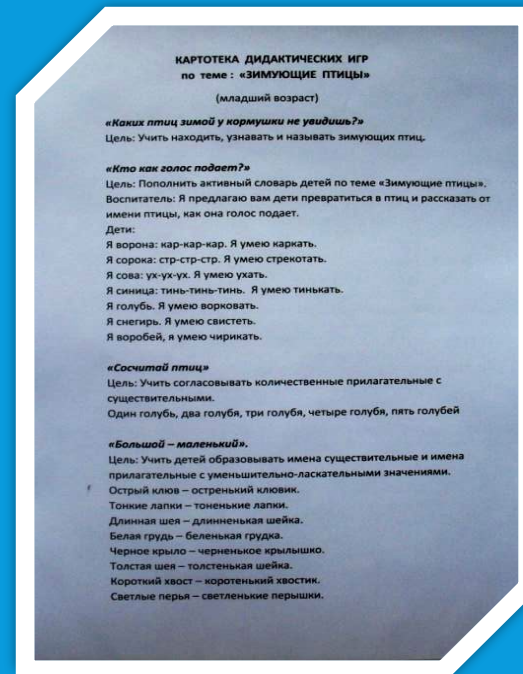 КАРТОТЕКА ДИДАКТИЧЕСКИХ ИГР
по теме : «ЗИМУЮЩИЕ ПТИЦЫ»
(младший возраст)
«Каких птиц зимой у кормушки не увидишь?»
Цель: Учить находить, узнавать и называть зимующих птиц.
«Кто как голос подает?»
Цель: Пополнить активный словарь детей по теме «Зимующие птицы».
Воспитатель: Я предлагаю вам дети превратиться в птиц и рассказать от
имени птицы, как она голос подает.
Дети:
Я ворона: кар-кар-кар. Я умею каркать.
Я сорока: стр-стр-стр. Я умею стрекотать.
Я сова: ух-ух-ух. Я умею ухать.
Я синица: тинь-тинь-тинь. Я умею тинькать.
Я голубь. Я умею ворковать.
Я снегирь. Я умею свистеть.
Я воробей, я умею чирикать.
«Сосчитай птиц»
Цель: Учить согласовывать количественные прилагательные с
существительными.
Один голубь, два голубя, три голубя, четыре голубя, пять голубей
«Большой – маленький».
Цель: Учить детей образовывать имена существительные и имена
прилагательные с уменьшительно-ласкательными значениями.
Острый клюв – остренький клювик.
Тонкие лапки – тоненькие лапки.
Длинная шея – длинненькая шейка.
Белая грудь – беленькая грудка.
Черное крыло – черненькое крылышко.
Толстая шея – толстенькая шейка.
Короткий хвост – коротенький хвостик.
Светлые перья – светленькие перышки.